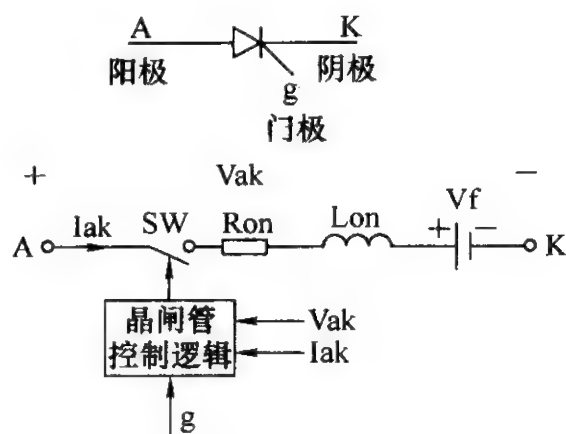 A K
阳极 阴极
g
门极
+ Vak −
Vf
Iak SW Ron Lon + −
A K
晶闸管
控制逻辑
Vak
Iak
g